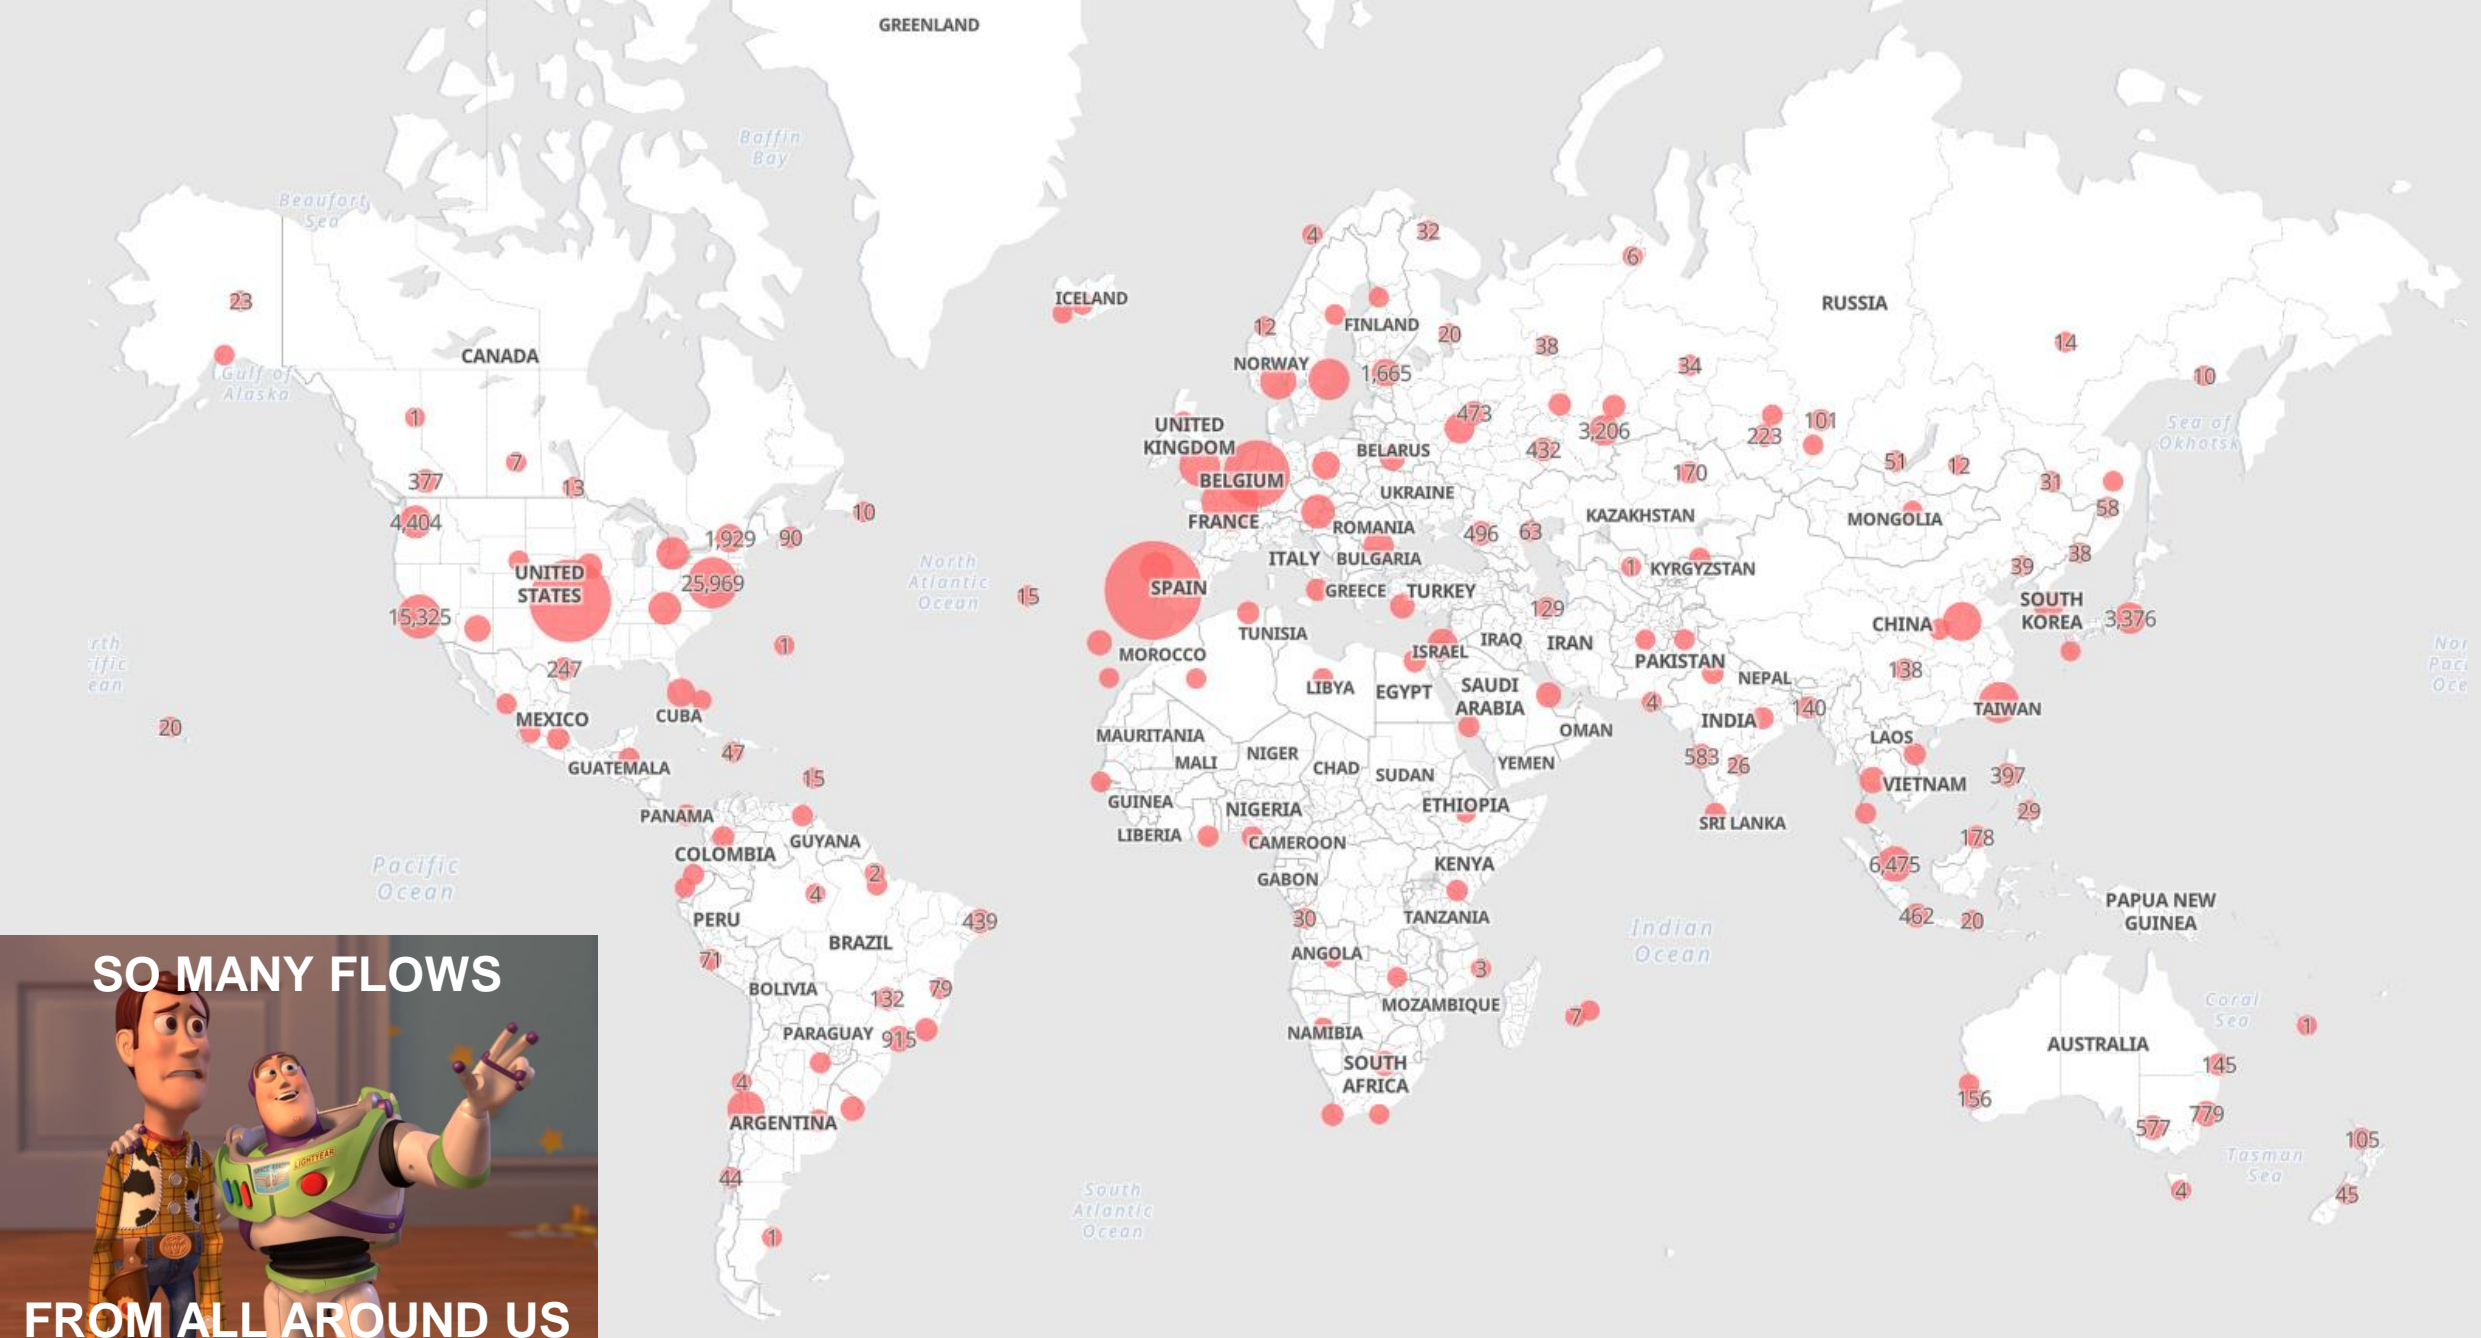 GREENLAND
Baffin
Bay
Beaufort
Sea
4
32
6
23
ICELAND
RUSSIA
12
FINLAND
20
38
14
CANADA
NORWAY
1,665
34
10
Gulf of
Alaska
1
473
101
UNITED
KINGDOM
3,206
223
Sea of
Okhotsk
BELARUS
432
7
377
13
BELGIUM
170
51
12
31
UKRAINE
10
4,404
FRANCE
ROMANIA
KAZAKHSTAN
MONGOLIA
58
1,929
90
496
63
North
Atlantic
Ocean
ITALY
BULGARIA
38
UNITED
STATES
25,969
1
KYRGYZSTAN
39
SPAIN
GREECE
TURKEY
15
129
SOUTH
KOREA
15,325
3,376
CHINA
TUNISIA
rth
ific
ean
1
IRAQ
IRAN
Nor
Paci
Oce
MOROCCO
ISRAEL
PAKISTAN
247
138
NEPAL
LIBYA
EGYPT
SAUDI
ARABIA
4
140
TAIWAN
20
MEXICO
CUBA
INDIA
OMAN
MAURITANIA
LAOS
47
NIGER
583
26
MALI
CHAD
SUDAN
YEMEN
GUATEMALA
15
397
VIETNAM
GUINEA
NIGERIA
ETHIOPIA
29
PANAMA
SRI LANKA
LIBERIA
CAMEROON
178
GUYANA
COLOMBIA
KENYA
6,475
Pacific
Ocean
2
4
GABON
PAPUA NEW
GUINEA
PERU
439
30
TANZANIA
462
20
Indian
Ocean
BRAZIL
ANGOLA
71
3
BOLIVIA
132
79
MOZAMBIQUE
Coral
Sea
7
1
PARAGUAY
915
NAMIBIA
AUSTRALIA
SOUTH
AFRICA
145
4
156
ARGENTINA
779
577
105
Tasman
Sea
44
South
Atlantic
Ocean
4
45
1
SO MANY FLOWS
SPACE RANGER
LIGHTYEAR
FROM ALL AROUND US